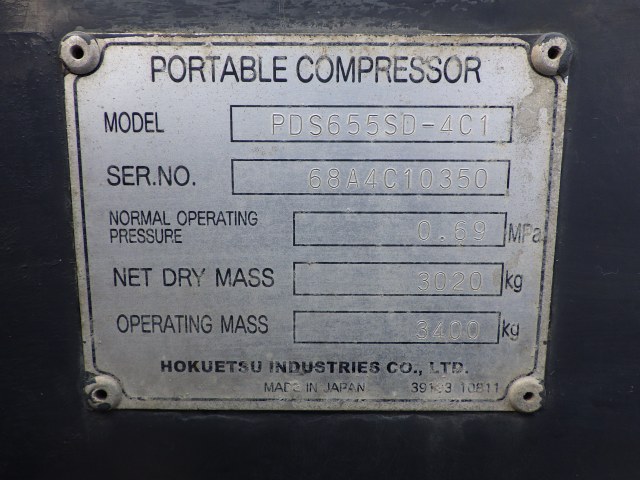 PORTABLE COMPRESSOR
MODEL PDS655SD-4C1
SER.NO. 68A4C10350
NORMAL OPERATING
PRESSURE 0.69 MPa
NET DRY MASS 3020 kg
OPERATING MASS 3400 kg
HOKUETSU INDUSTRIES CO., LTD.
MADE IN JAPAN